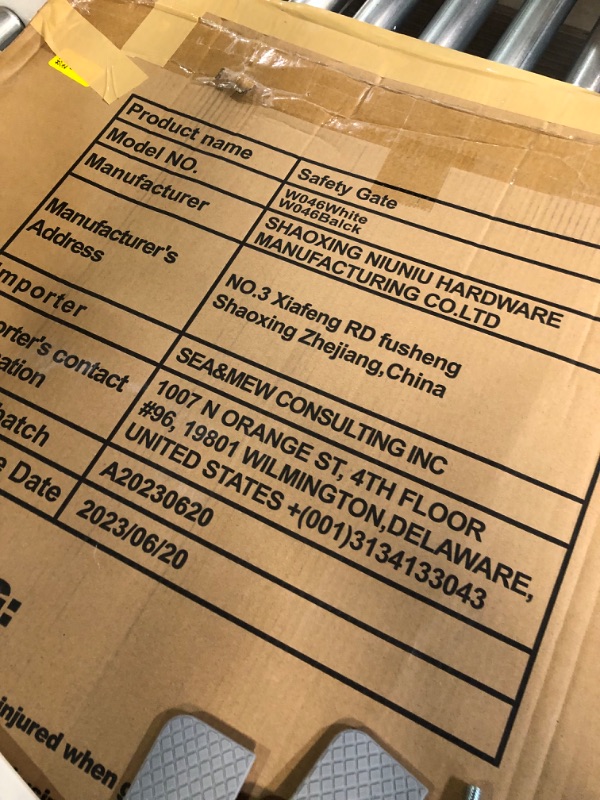 Product name Safety Gate
Model NO. W046White
W046Balck
Manufacturer SHAOXING NIUNIU HARDWARE
MANUFACTURING CO.LTD
Manufacturer's
Address
NO.3 Xiafeng RD fusheng
Shaoxing Zhejiang,China
mporter SEA&MEW CONSULTING INC
orter's contact
ation
1007 N ORANGE ST, 4TH FLOOR
#96, 19801 WILMINGTON,DELAWARE,
UNITED STATES +(001)3134133043
atch A20230620
e Date 2023/06/20
injured when